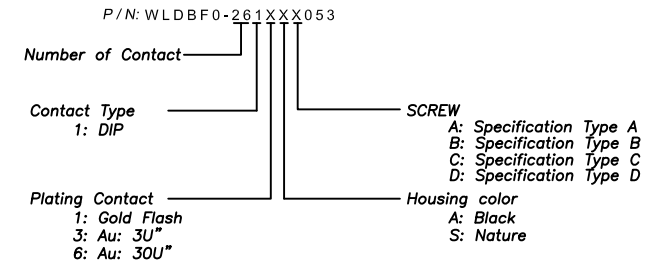 P/N: WLDBF0-261XXX053
Number of Contact
Contact Type
1: DIP
Plating Contact
1: Gold Flash
3: Au: 3U"
6: Au: 30U"
SCREW
A: Specification Type A
B: Specification Type B
C: Specification Type C
D: Specification Type D
Housing color
A: Black
S: Nature